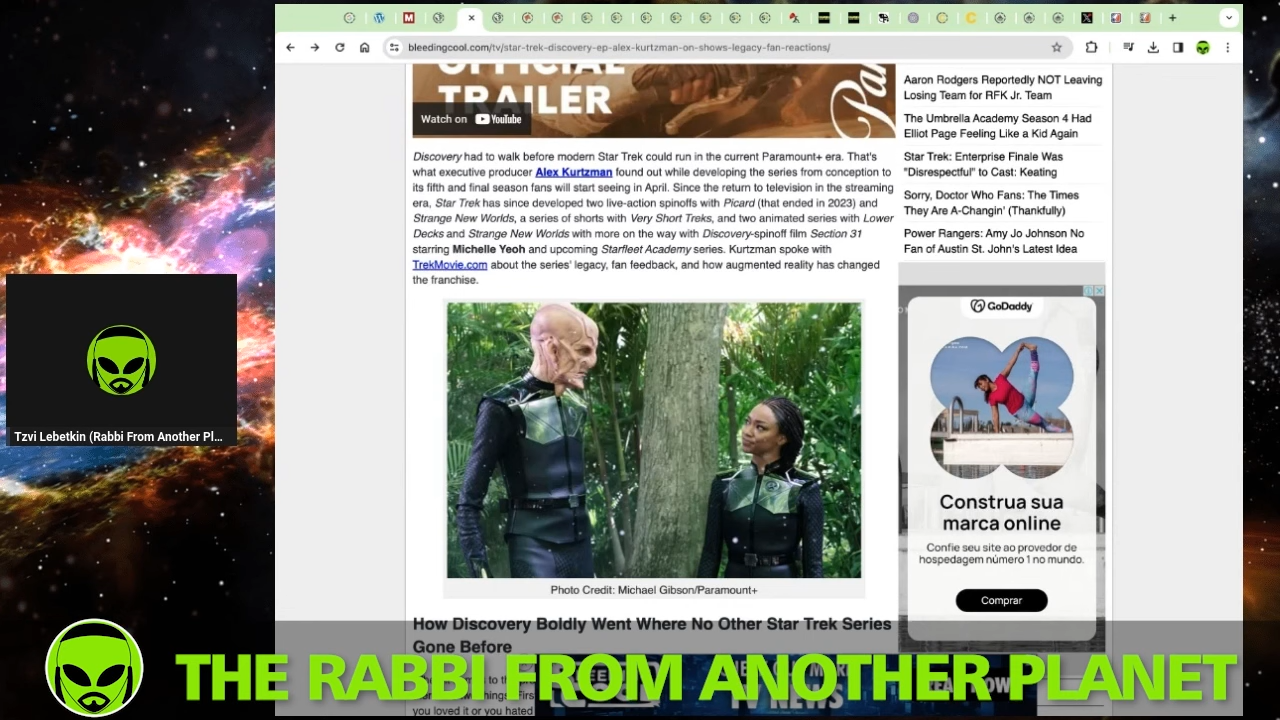 bleedingcool.com/tv/star-trek-discovery-ep-alex-kurtzman-on-shows-legacy-fan-reactions/
OFFICIAL
TRAILER
Watch on YouTube
Discovery had to walk before modern Star Trek could run in the current Paramount+ era. That's
what executive producer Alex Kurtzman found out while developing the series from conception to
its fifth and final season fans will start seeing in April. Since the return to television in the streaming
era, Star Trek has since developed two live-action spinoffs with Picard (that ended in 2023) and
Strange New Worlds, a series of shorts with Very Short Treks, and two animated series with Lower
Decks and Strange New Worlds with more on the way with Discovery-spinoff film Section 31
starring Michelle Yeoh and upcoming Starfleet Academy series. Kurtzman spoke with
TrekMovie.com about the series' legacy, fan feedback, and how augmented reality has changed
the franchise.
Photo Credit: Michael Gibson/Paramount+
How Discovery Boldly Went Where No Other Star Trek Series
Gone Before
you loved it or you hated
Aaron Rodgers Reportedly NOT Leaving
Losing Team for RFK Jr. Team
The Umbrella Academy Season 4 Had
Elliot Page Feeling Like a Kid Again
Star Trek: Enterprise Finale Was
"Disrespectful" to Cast: Keating
Sorry, Doctor Who Fans: The Times
They Are A-Changin' (Thankfully)
Power Rangers: Amy Jo Johnson No
Fan of Austin St. John's Latest Idea
GoDaddy
Construa sua
marca online
Confie seu site ao provedor de
hospedagem número 1 no mundo.
Comprar
Tzvi Lebetkin (Rabbi From Another Pl...
THE RABBI FROM ANOTHER PLANET